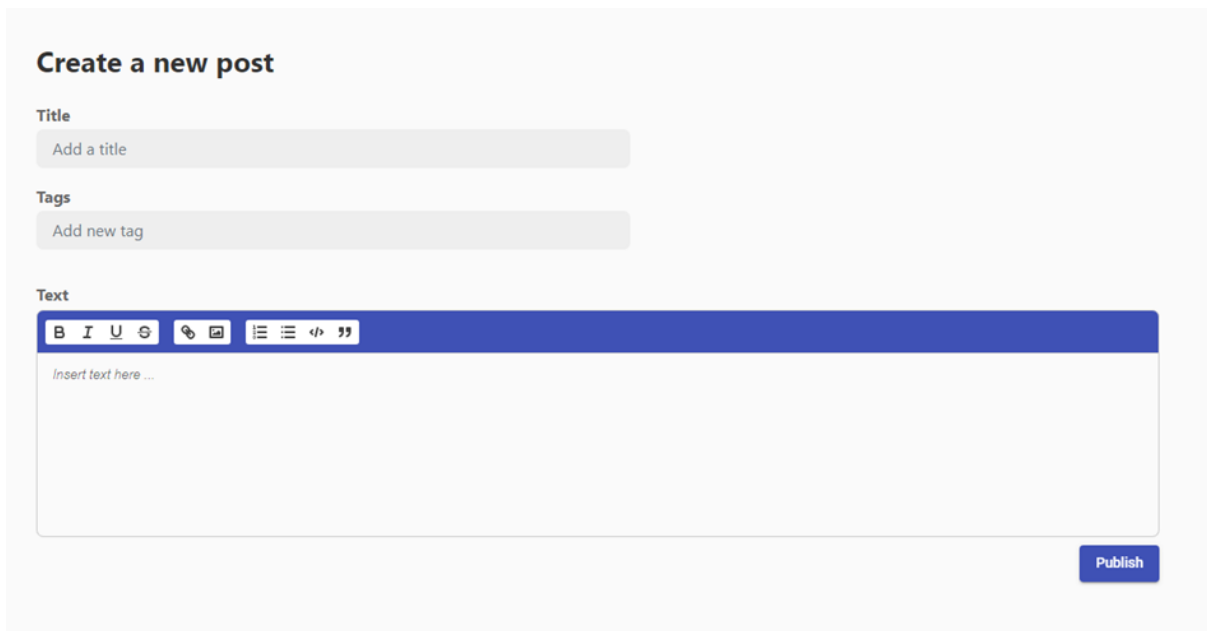 Create a new post
Title
Add a title
Tags
Add new tag
Text
B I U S
Insert text here ...
Publish